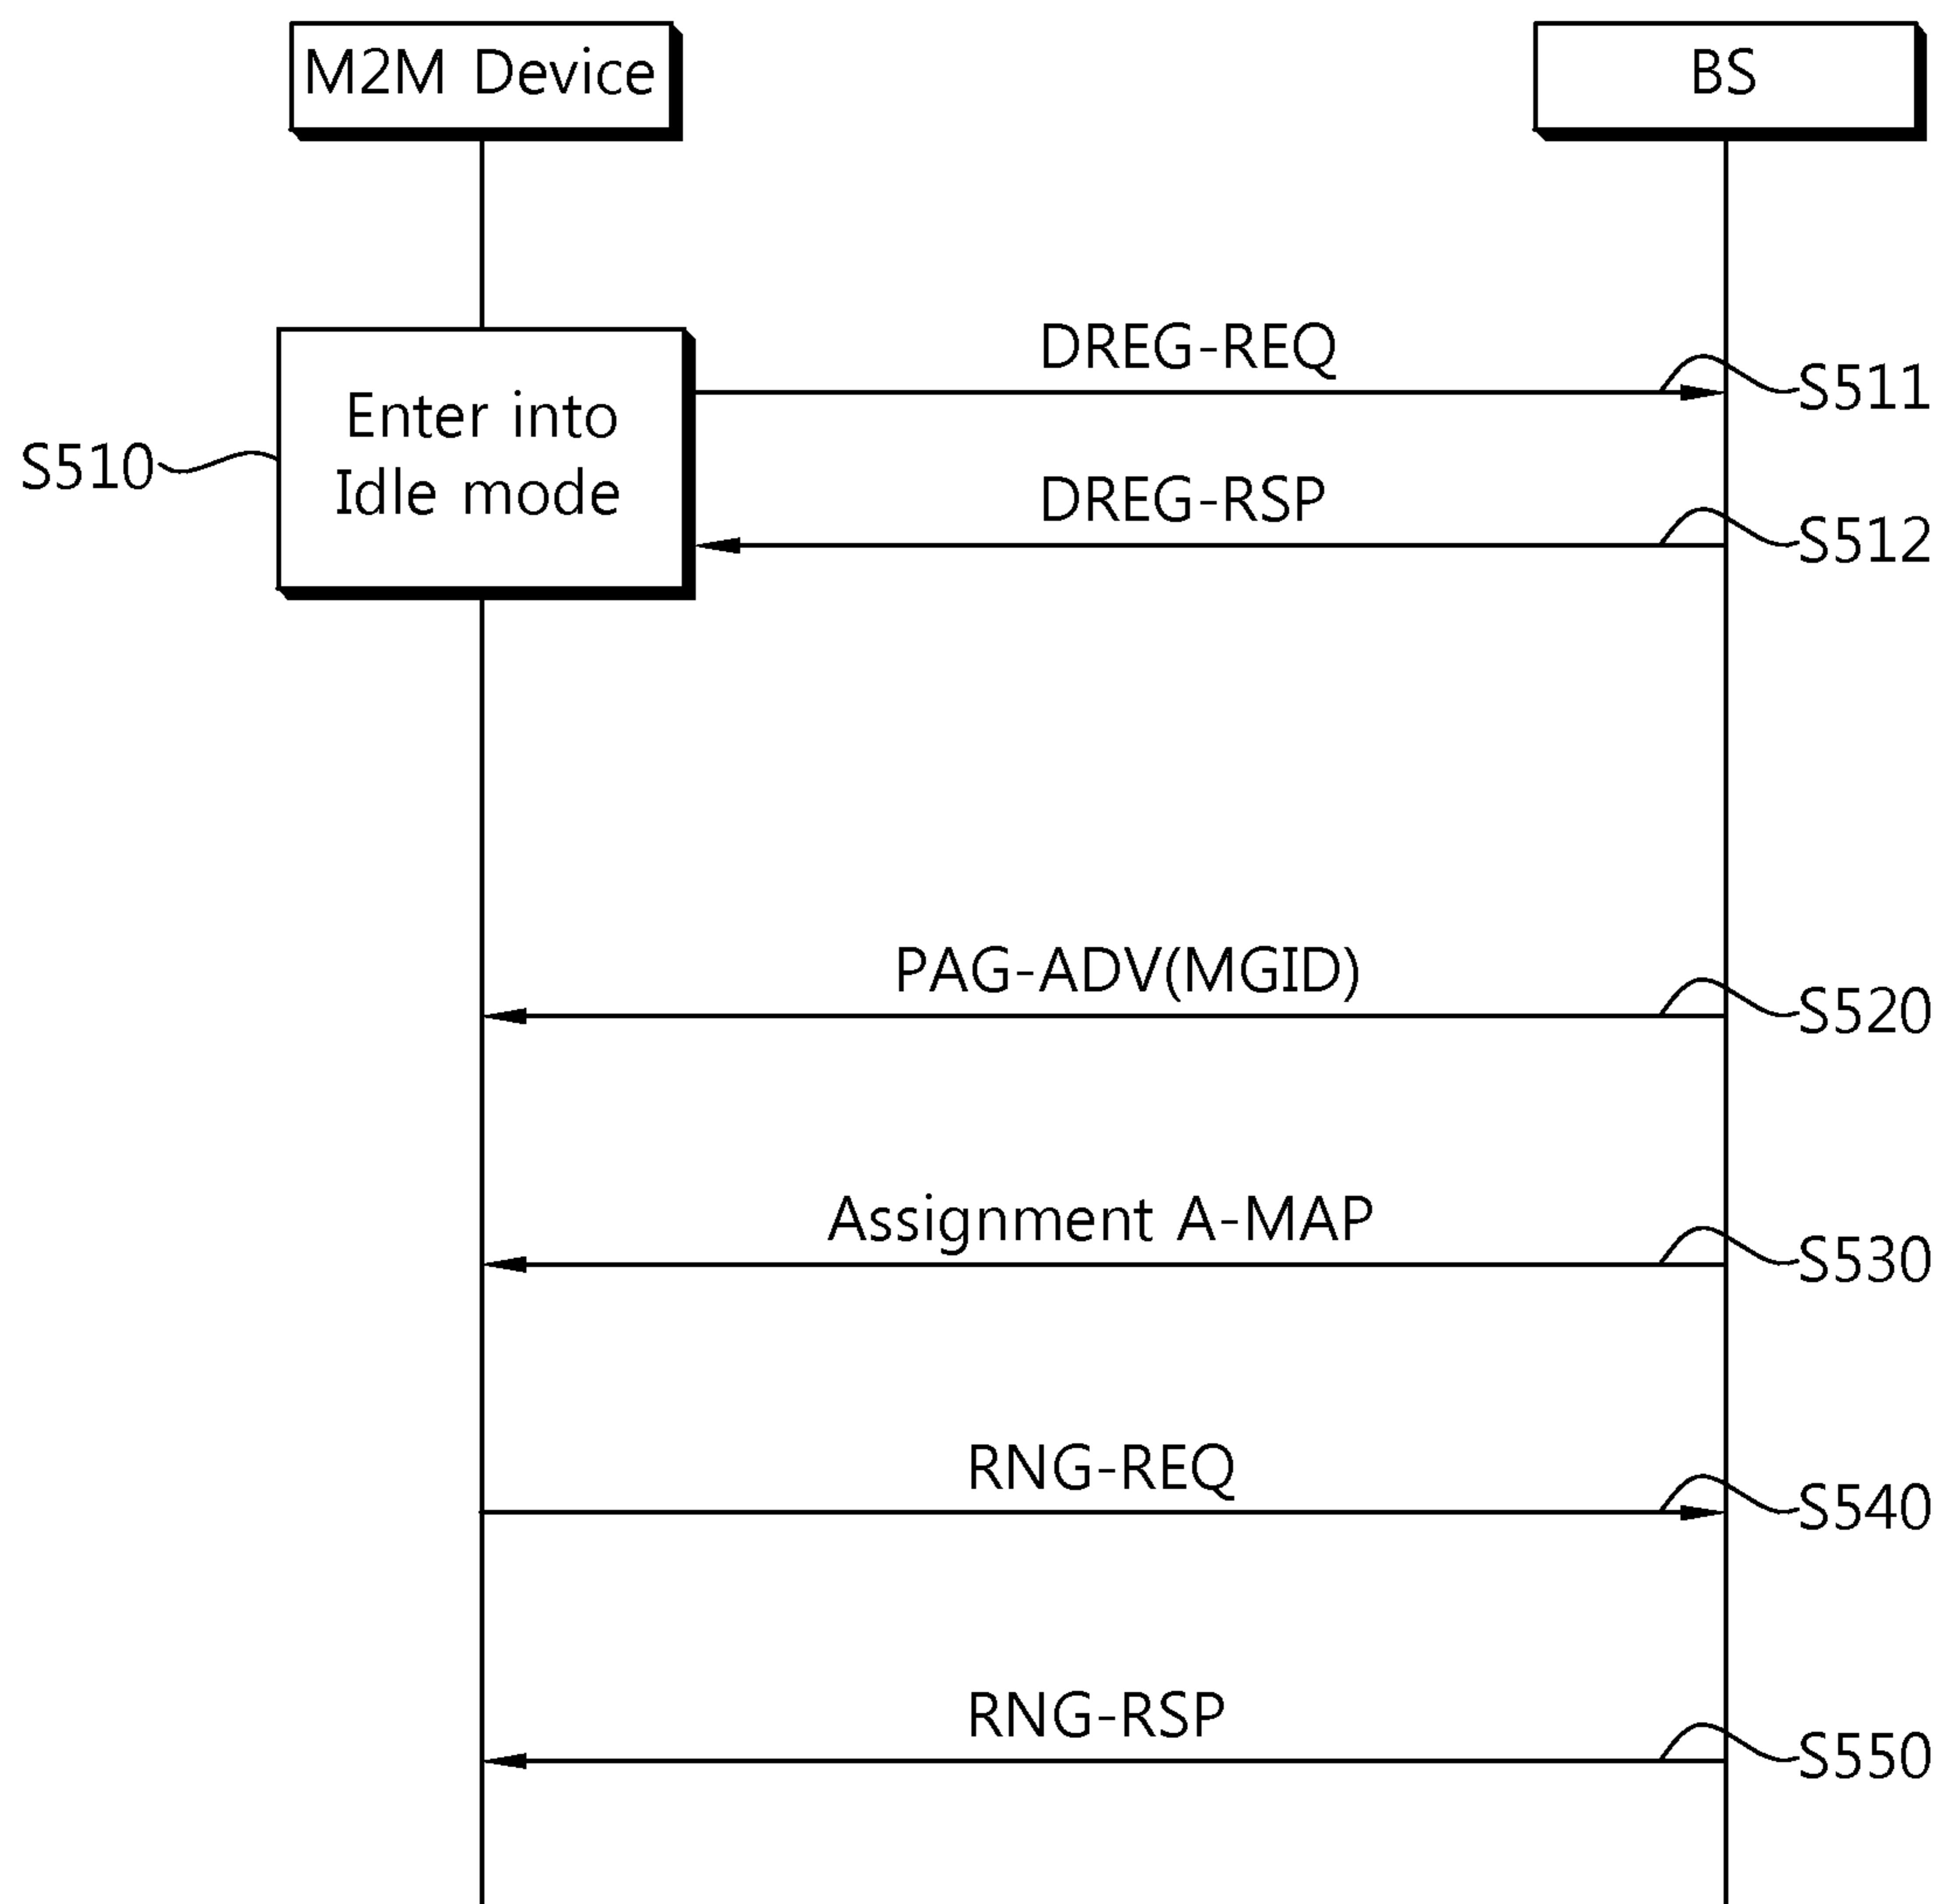 M2M Device
BS
DREG-REQ
S511
Enter into
Idle mode
S510
DREG-RSP
S512
PAG-ADV(MGID)
S520
Assignment A-MAP
S530
RNG-REQ
S540
RNG-RSP
S550